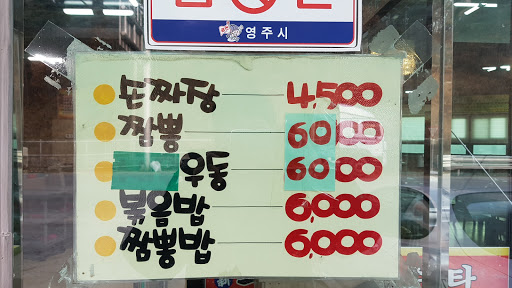 영주시
손짜장 4,500
짬뽕 6000
우동 6000
볶음밥 6,000
짬뽕밥 6,000